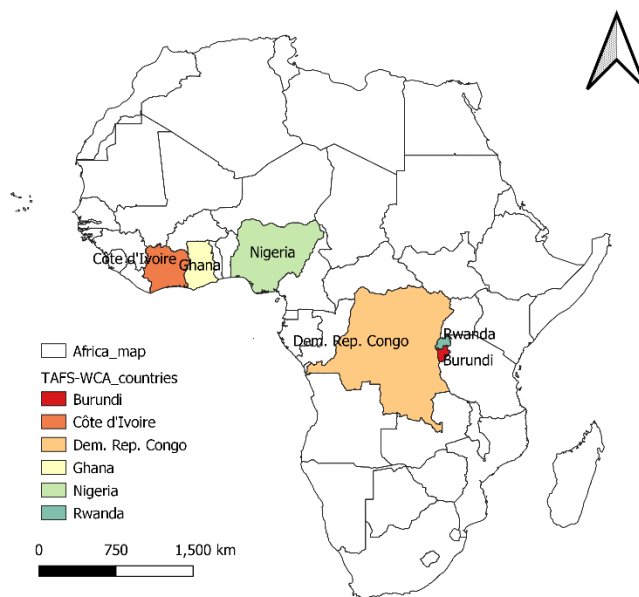 Côte d'Ivoire
Ghana
Nigeria
Dem. Rep. Congo
Rwanda
Burundi
Africa_map
TAFS-WCA_countries
Burundi
Côte d'Ivoire
Dem. Rep. Congo
Ghana
Nigeria
Rwanda
0 750 1,500 km